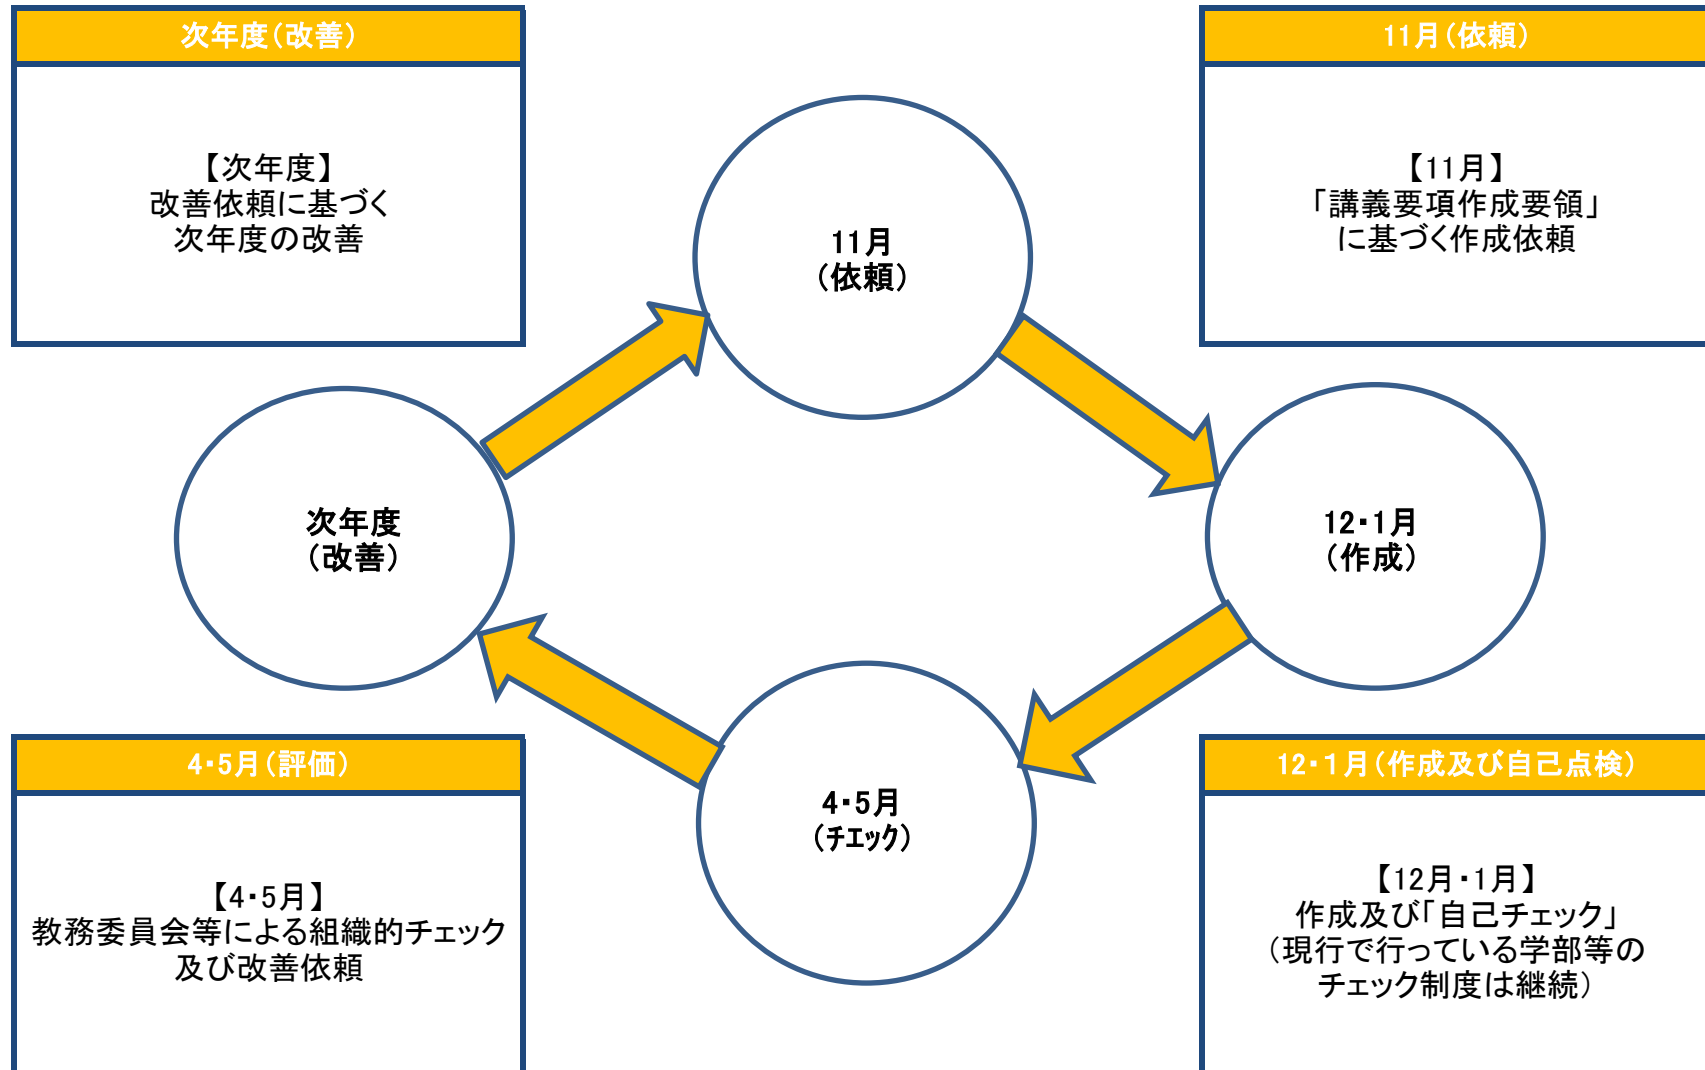 次年度（改善）
【次年度】
改善依頼に基づく
次年度の改善
11月（依頼）
【11月】
「講義要項作成要領」
に基づく作成依頼
11月
（依頼）
次年度
（改善）
12・1月
（作成）
4・5月
（チェック）
4・5月（評価）
【4・5月】
教務委員会等による組織的チェック
及び改善依頼
12・1月（作成及び自己点検）
【12月・1月】
作成及び「自己チェック」
（現行で行っている学部等の
チェック制度は継続）